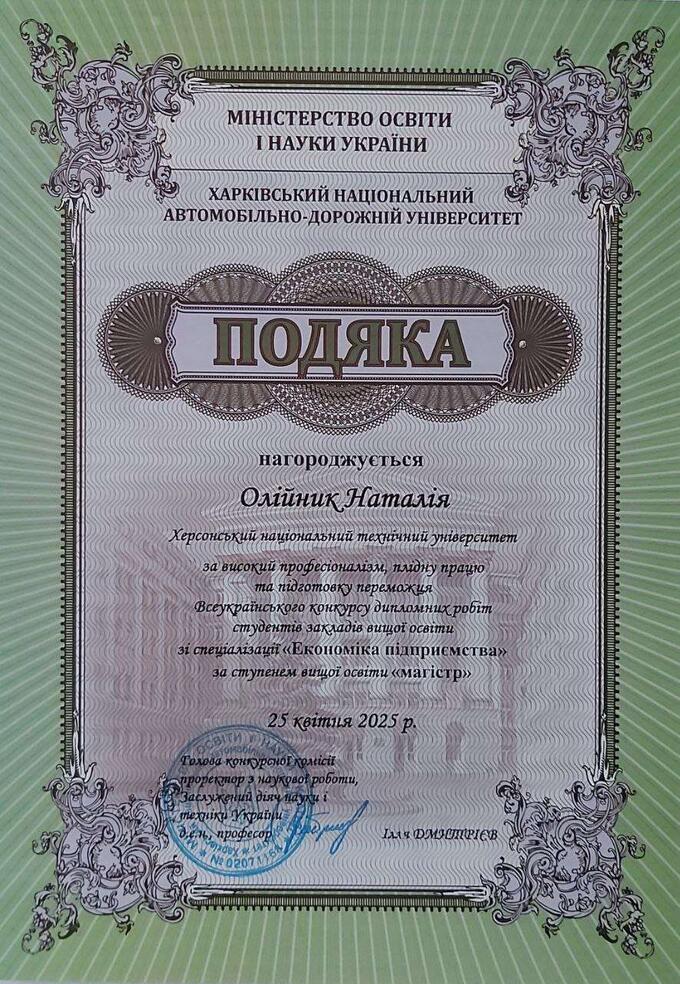 МІНІСТЕРСТВО ОСВІТИ
І НАУКИ УКРАЇНИ
ХАРКІВСЬКИЙ НАЦІОНАЛЬНИЙ
АВТОМОБІЛЬНО-ДОРОЖНІЙ УНІВЕРСИТЕТ
ПОДЯКА
нагороджується
Олійник Наталія
Херсонський національний технічний університет
за високий професіоналізм, плідну працю
та підготовку переможця
Всеукраїнського конкурсу дипломних робіт
студентів закладів вищої освіти
зі спеціалізації «Економіка підприємства»
за ступенем вищої освіти «магістр»
25 квітня 2025 р.
Голова конкурсної комісії
проректор з наукової роботи,
Заслужений діяч науки і
техніки України
д.е.н., професор
Ілля ДМИТРІЄВ